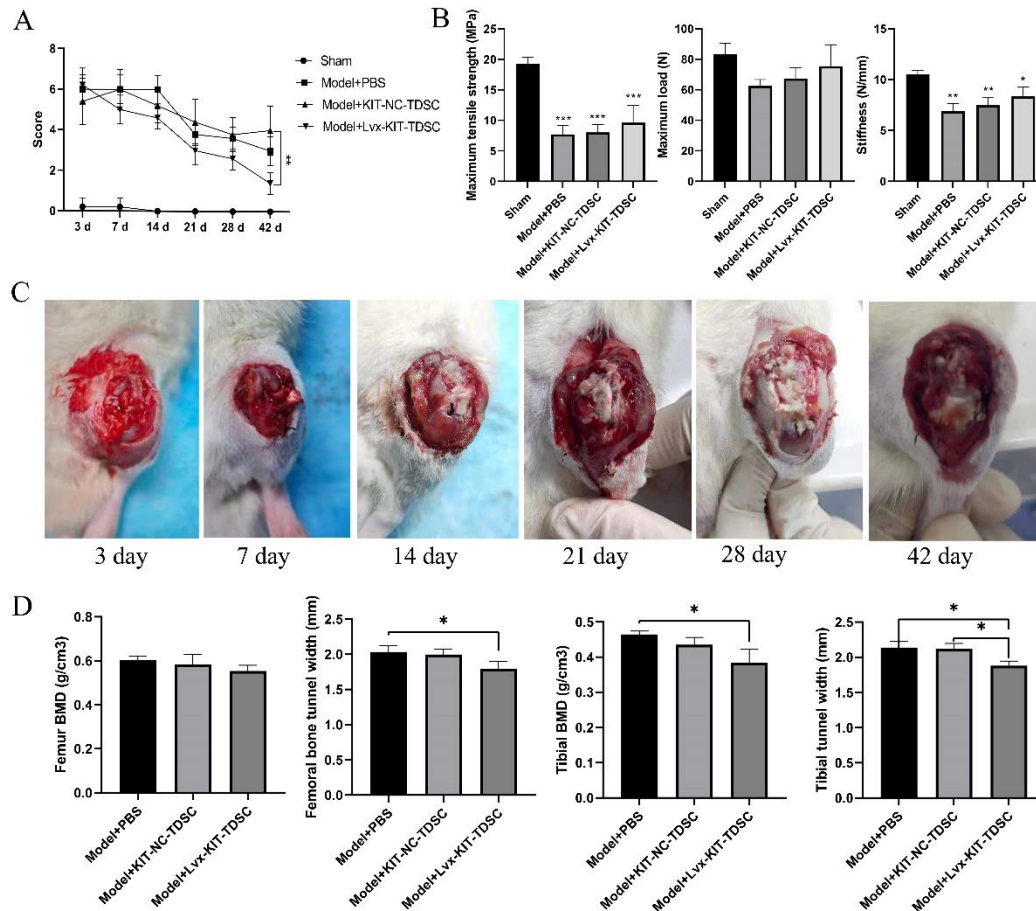 A
Score
8
6
4
2
0
3 d 7 d 14 d 21 d 28 d 42 d
Sham
Model+PBS
Model+KIT-NC-TDSC
Model+Lvx-KIT-TDSC
**
B
Maximum tensile strength (MPa)
25
20
15
10
5
0
***
***
***
Sham
Model+PBS
Model+KIT-NC-TDSC
Model+Lvx-KIT-TDSC
Maximum load (N)
100
80
60
40
20
0
Sham
Model+PBS
Model+KIT-NC-TDSC
Model+Lvx-KIT-TDSC
Stiffness (N/mm)
15
10
5
0
**
**
*
Sham
Model+PBS
Model+KIT-NC-TDSC
Model+Lvx-KIT-TDSC
C
3 day
7 day
14 day
21 day
28 day
42 day
D
Femur BMD (g/cm3)
0.8
0.6
0.4
0.2
0.0
Model+PBS
Model+KIT-NC-TDSC
Model+Lvx-KIT-TDSC
Femoral bone tunnel width (mm)
2.5
2.0
1.5
1.0
0.5
0.0
*
Model+PBS
Model+KIT-NC-TDSC
Model+Lvx-KIT-TDSC
Tibial BMD (g/cm3)
0.6
0.5
0.4
0.3
0.2
0.1
0.0
*
Model+PBS
Model+KIT-NC-TDSC
Model+Lvx-KIT-TDSC
Tibial tunnel width (mm)
2.5
2.0
1.5
1.0
0.5
0.0
*
*
Model+PBS
Model+KIT-NC-TDSC
Model+Lvx-KIT-TDSC